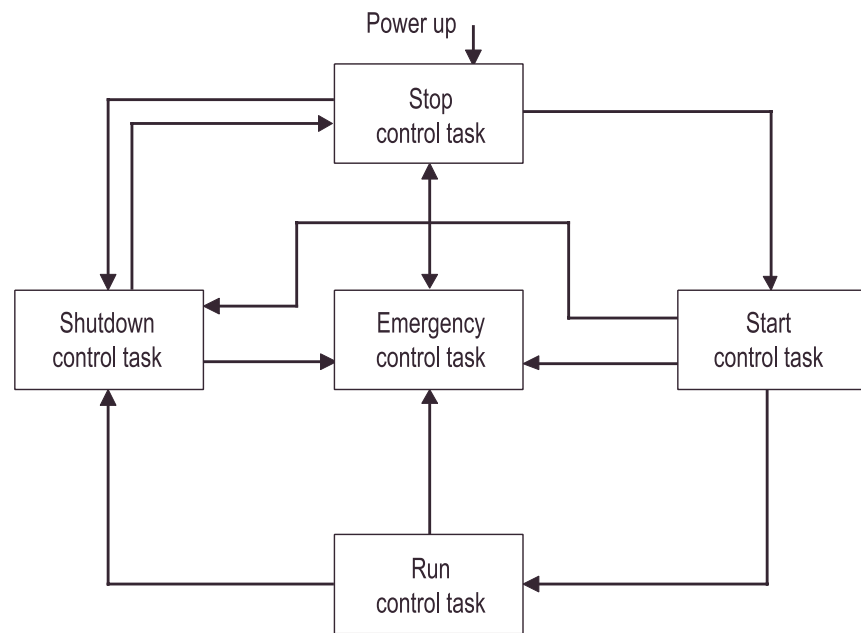 Power up
Stop
control task
Shutdown
control task
Emergency
control task
Start
control task
Run
control task